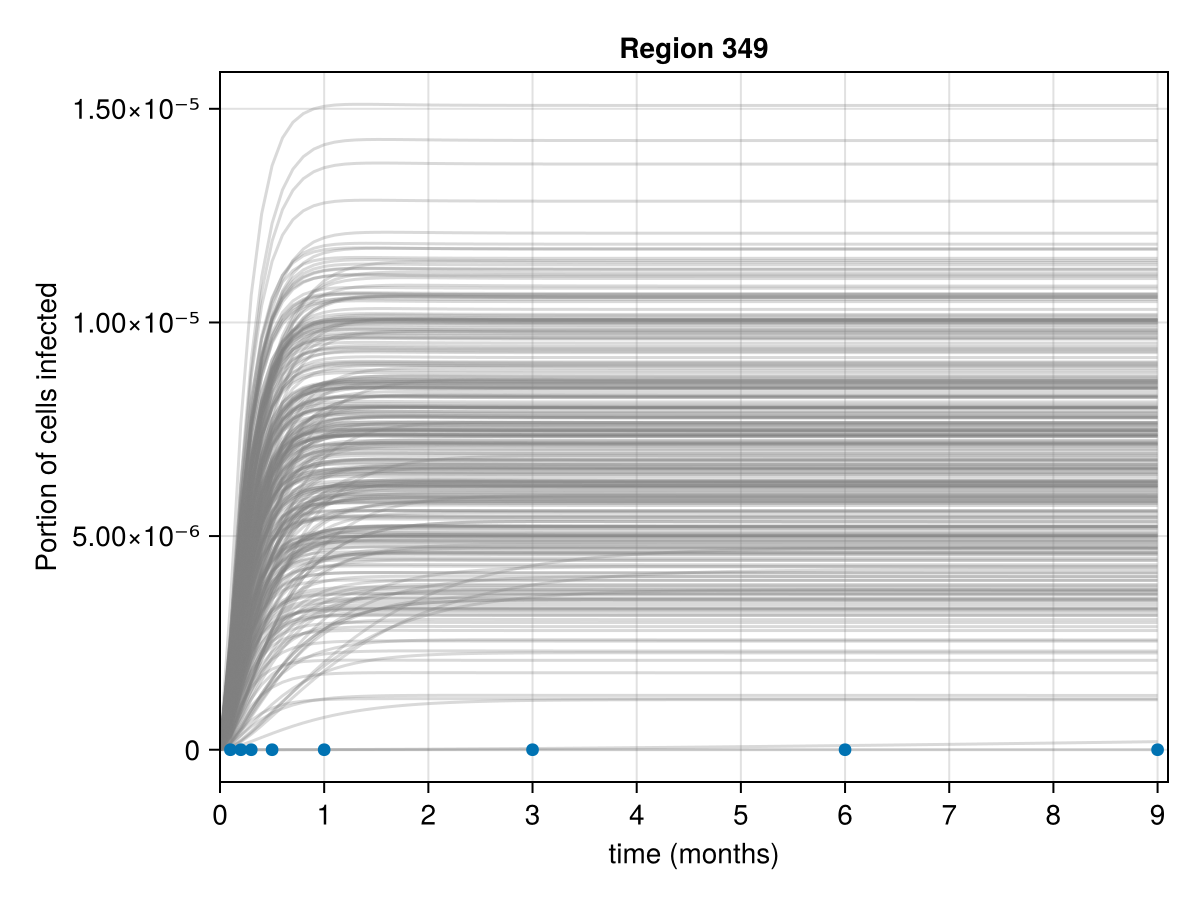 Region 349
1.50×10⁻⁵
1.00×10⁻⁵
5.00×10⁻⁶
0
Portion of cells infected
0 1 2 3 4 5 6 7 8 9
time (months)